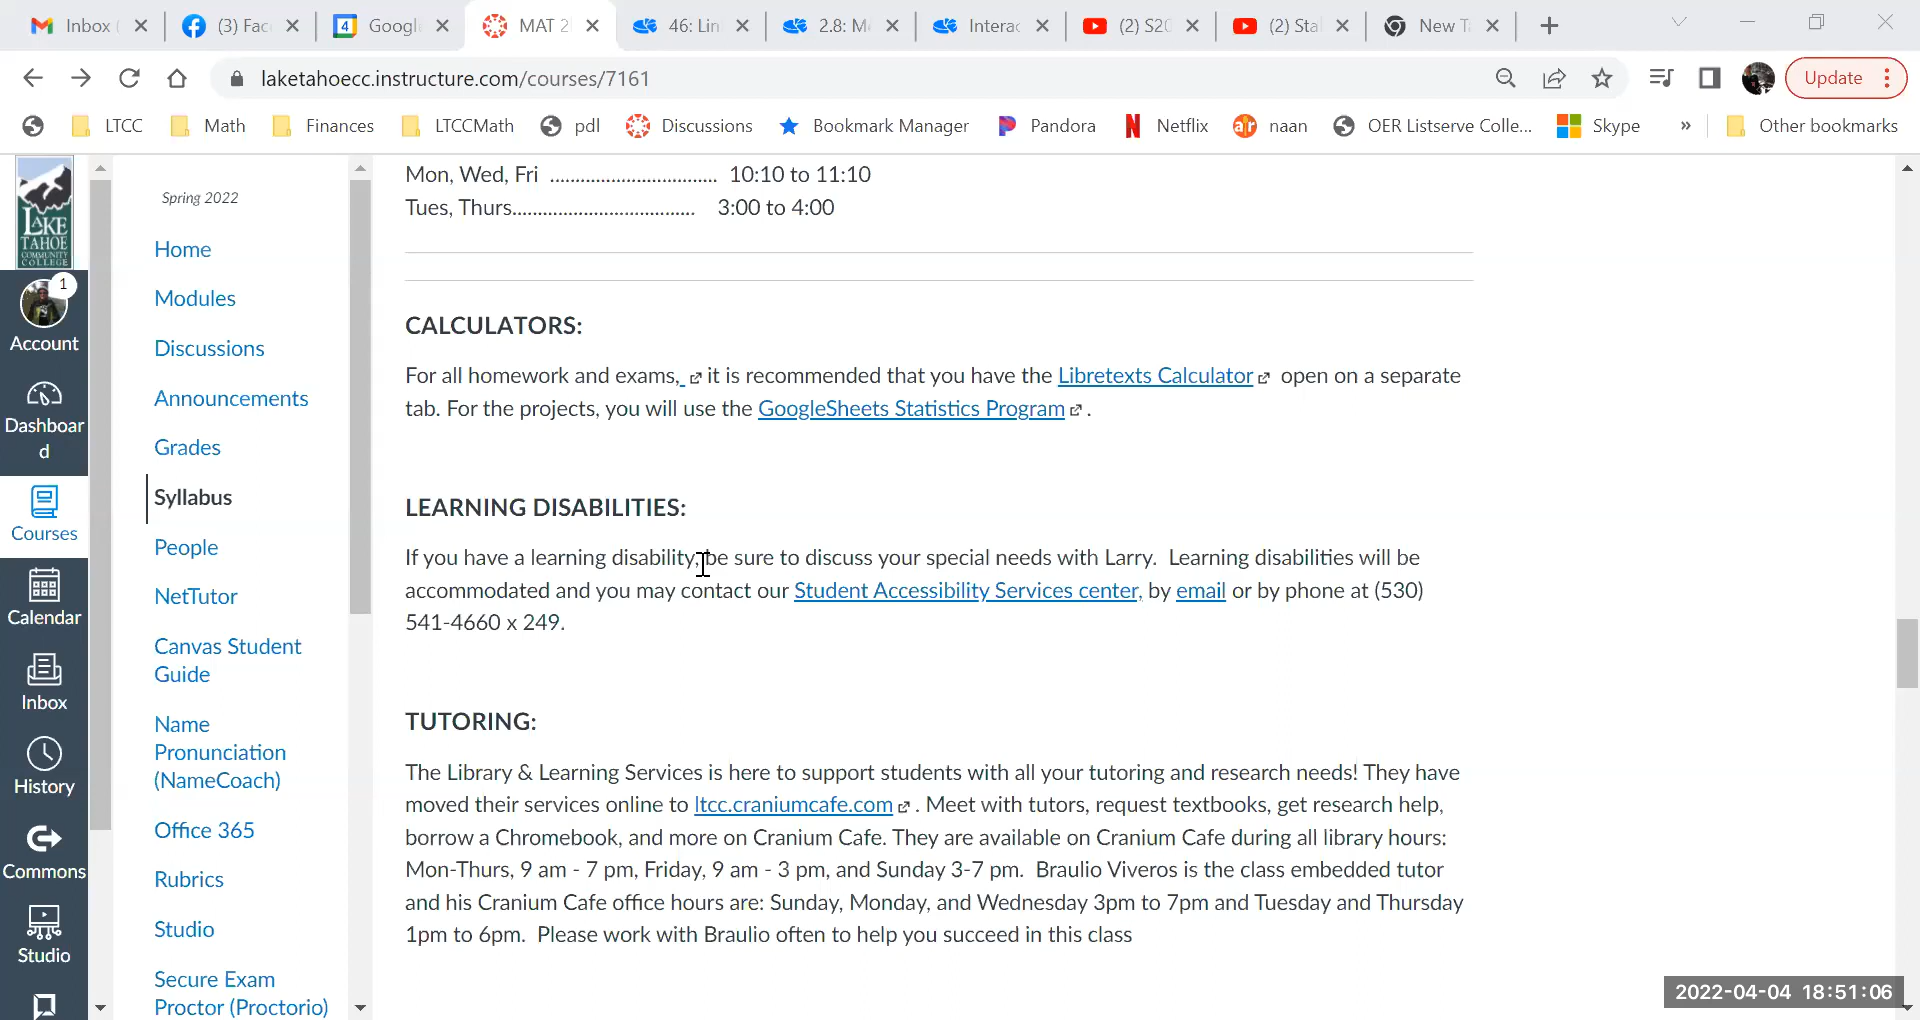 Inbox
(3) Fac
4 Googl
MAT 2
46: Lin
2.8: M
Interac
(2) S20
(2) Sta
New T
laketahoecc.instructure.com/courses/7161
Update
LTCC
Math
Finances
LTCCMath
pdl
Discussions
Bookmark Manager
Pandora
Netflix
naan
OER Listserve Colle...
Skype
»
Other bookmarks
LAKE
TAHOE
COMMUNITY
COLLEGE
1
Account
Dashboar
d
Courses
Calendar
Inbox
History
Commons
Studio
Spring 2022
Home
Modules
Discussions
Announcements
Grades
Syllabus
People
NetTutor
Canvas Student
Guide
Name
Pronunciation
(NameCoach)
Office 365
Rubrics
Studio
Secure Exam
Proctor (Proctorio)
Mon, Wed, Fri ................................. 10:10 to 11:10
Tues, Thurs.................................... 3:00 to 4:00
CALCULATORS:
For all homework and exams, it is recommended that you have the Libretexts Calculator open on a separate
tab. For the projects, you will use the GoogleSheets Statistics Program .
LEARNING DISABILITIES:
If you have a learning disability, be sure to discuss your special needs with Larry. Learning disabilities will be
accommodated and you may contact our Student Accessibility Services center, by email or by phone at (530)
541-4660 x 249.
TUTORING:
The Library & Learning Services is here to support students with all your tutoring and research needs! They have
moved their services online to ltcc.craniumcafe.com . Meet with tutors, request textbooks, get research help,
borrow a Chromebook, and more on Cranium Cafe. They are available on Cranium Cafe during all library hours:
Mon-Thurs, 9 am - 7 pm, Friday, 9 am - 3 pm, and Sunday 3-7 pm. Braulio Viveros is the class embedded tutor
and his Cranium Cafe office hours are: Sunday, Monday, and Wednesday 3pm to 7pm and Tuesday and Thursday
1pm to 6pm. Please work with Braulio often to help you succeed in this class
2022-04-04 18:51:06